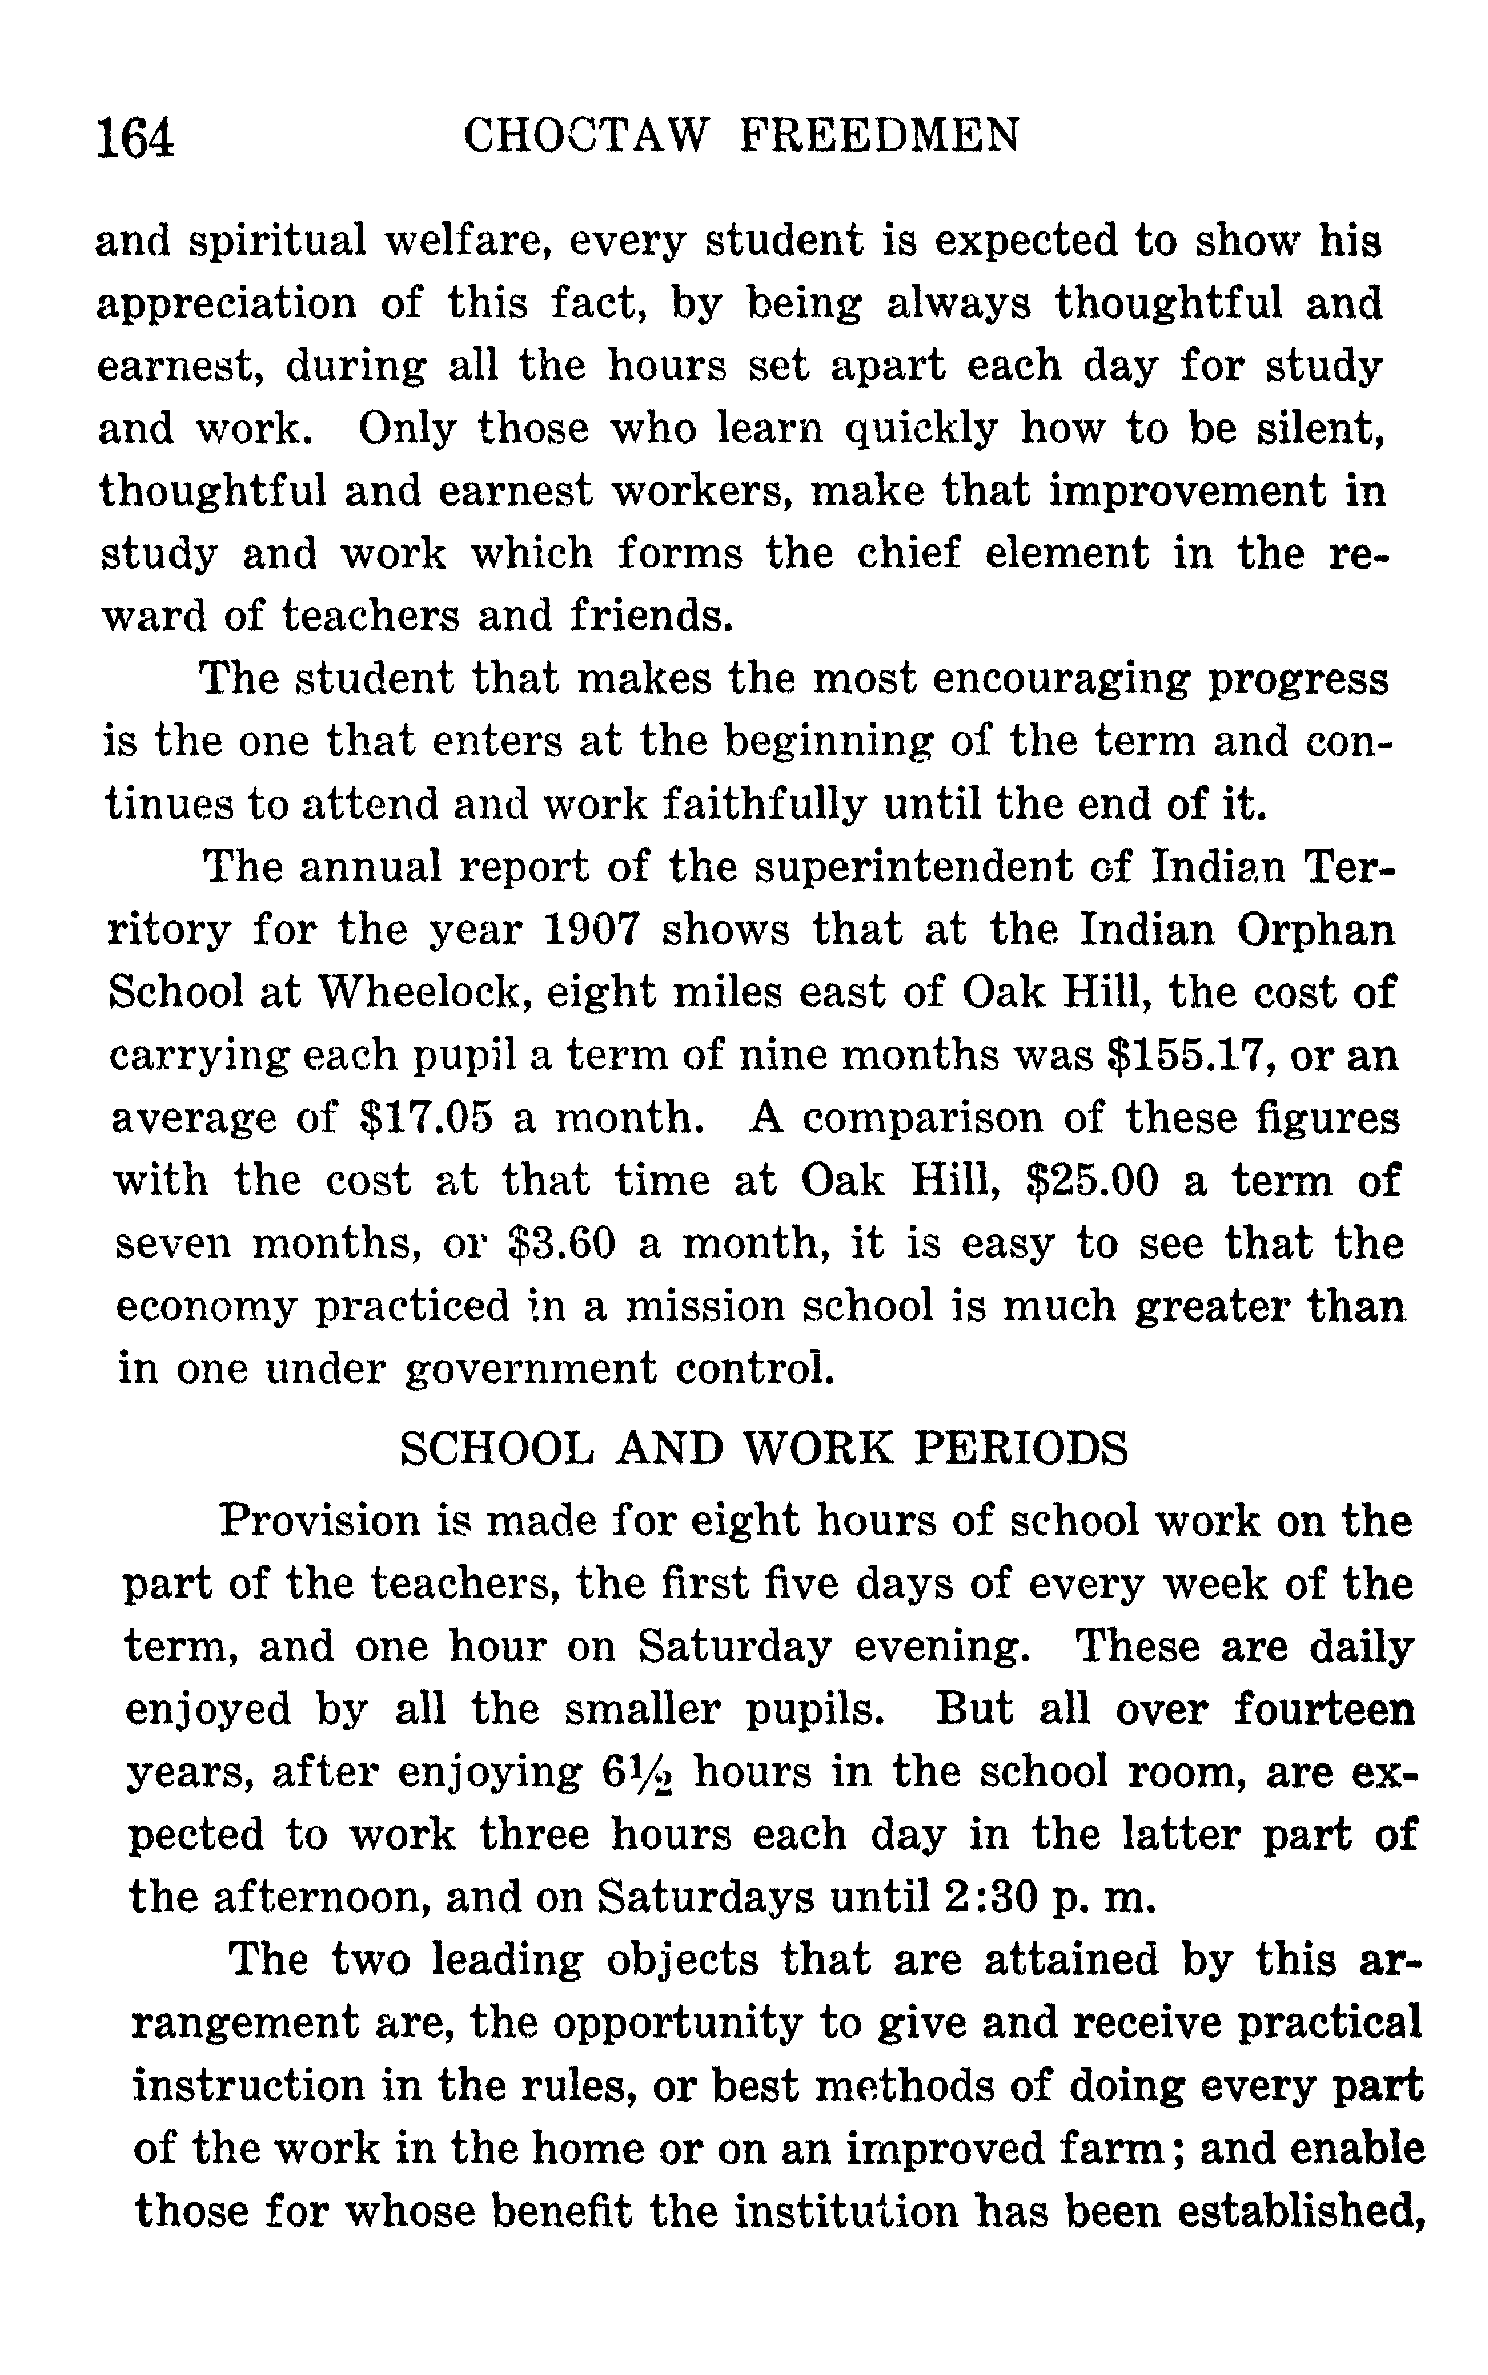 164 CHOCTAW FREEDMEN
and spiritual welfare, every student is expected to show his
appreciation of this fact, by being always thoughtful and
earnest, during all the hours set apart each day for study
and work. Only those who learn quickly how to be silent,
thoughtful and earnest workers, make that improvement in
study and work which forms the chief element in the re-
ward of teachers and friends.
The student that makes the most encouraging progress
is the one that enters at the beginning of the term and con-
tinues to attend and work faithfully until the end of it.
The annual report of the superintendent of Indian Ter-
ritory for the year 1907 shows that at the Indian Orphan
School at Wheelock, eight miles east of Oak Hill, the cost of
carrying each pupil a term of nine months was $155.17, or an
average of $17.05 a month. A comparison of these figures
with the cost at that time at Oak Hill, $25.00 a term of
seven months, or $3.60 a month, it is easy to see that the
economy practiced in a mission school is much greater than
in one under government control.
SCHOOL AND WORK PERIODS
Provision is made for eight hours of school work on the
part of the teachers, the first five days of every week of the
term, and one hour on Saturday evening. These are daily
enjoyed by all the smaller pupils. But all over fourteen
years, after enjoying 6½ hours in the school room, are ex-
pected to work three hours each day in the latter part of
the afternoon, and on Saturdays until 2:30 p. m.
The two leading objects that are attained by this ar-
rangement are, the opportunity to give and receive practical
instruction in the rules, or best methods of doing every part
of the work in the home or on an improved farm; and enable
those for whose benefit the institution has been established,